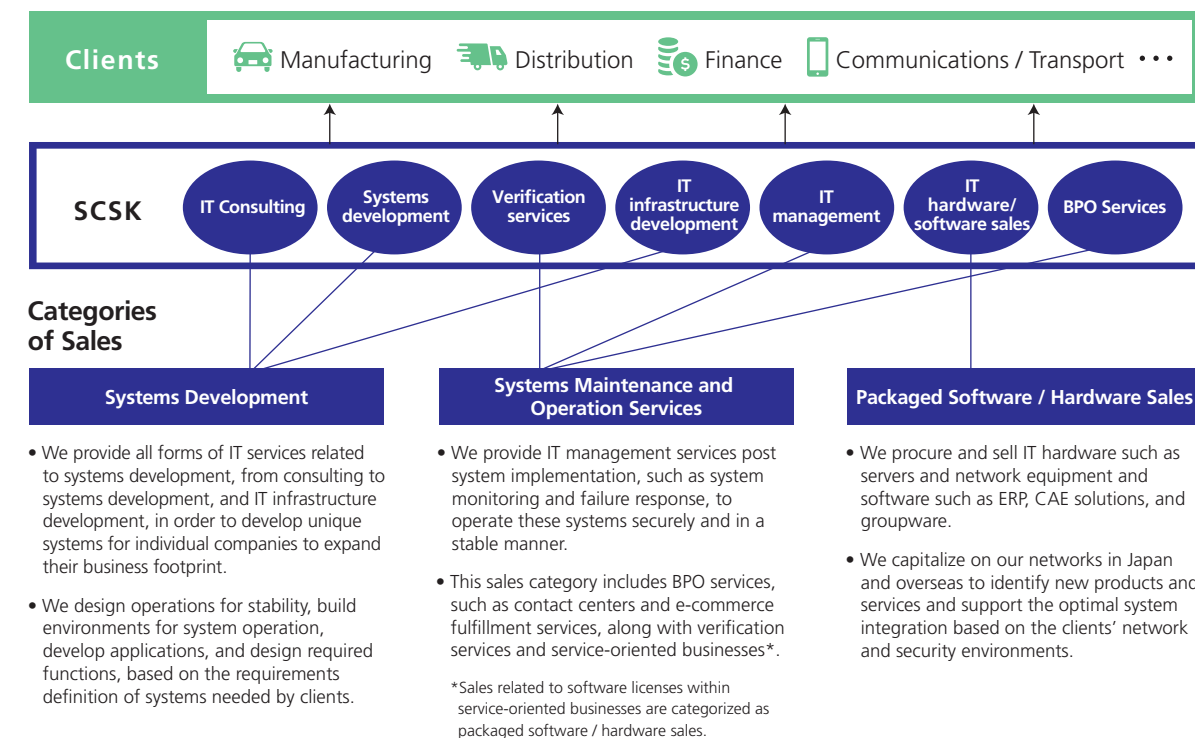 Clients
Manufacturing
Distribution
$
Finance
Communications / Transport ・・・
SCSK
IT Consulting
Systems
development
Verification
services
IT
infrastructure
development
IT
management
IT
hardware/
software sales
BPO Services
Categories
of Sales
Systems Development
• We provide all forms of IT services related
to systems development, from consulting to
systems development, and IT infrastructure
development, in order to develop unique
systems for individual companies to expand
their business footprint.
• We design operations for stability, build
environments for system operation,
develop applications, and design required
functions, based on the requirements
definition of systems needed by clients.
Systems Maintenance and
Operation Services
• We provide IT management services post
system implementation, such as system
monitoring and failure response, to
operate these systems securely and in a
stable manner.
• This sales category includes BPO services,
such as contact centers and e-commerce
fulfillment services, along with verification
services and service-oriented businesses*.
*Sales related to software licenses within
service-oriented businesses are categorized as
packaged software / hardware sales.
Packaged Software / Hardware Sales
• We procure and sell IT hardware such as
servers and network equipment and
software such as ERP, CAE solutions, and
groupware.
• We capitalize on our networks in Japan
and overseas to identify new products and
services and support the optimal system
integration based on the clients’ network
and security environments.